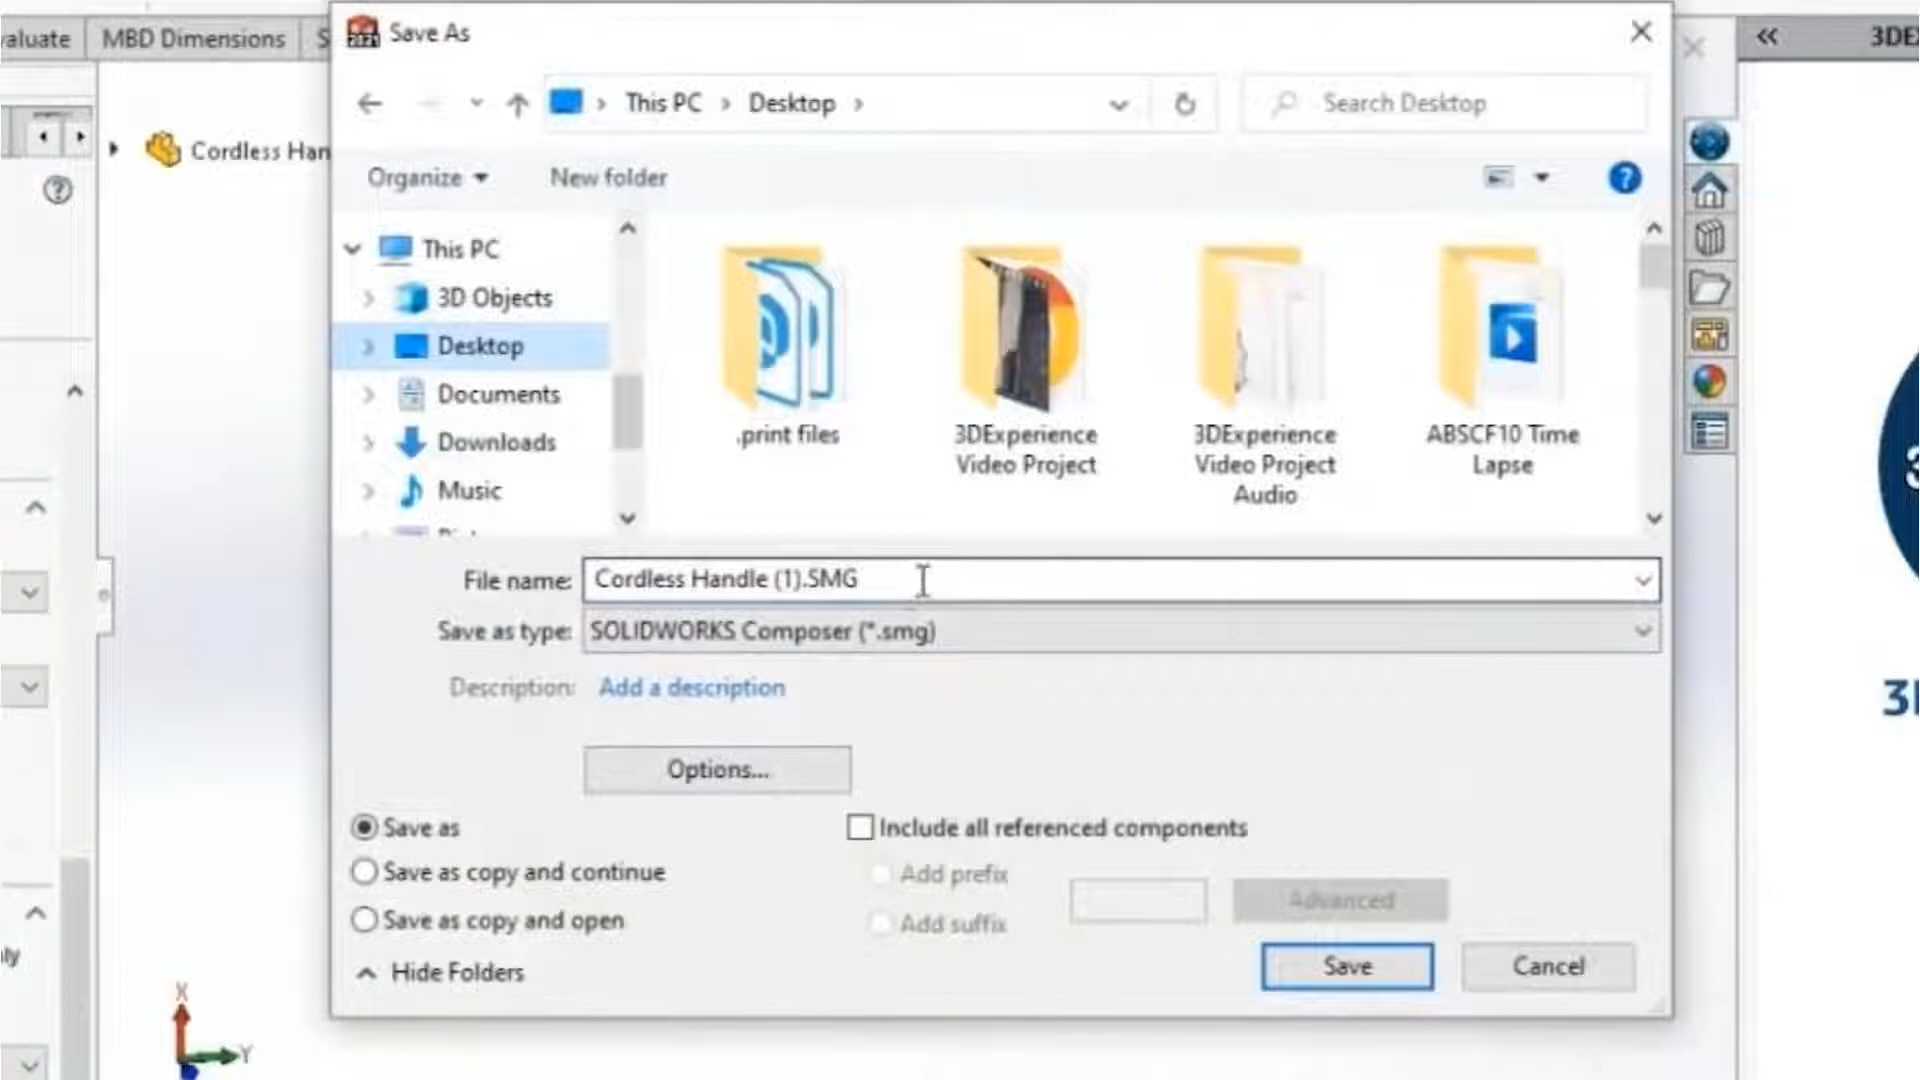 valuate
MBD Dimensions
S
Save As
3DEX
This PC
Desktop
Search Desktop
Cordless Han
Organize
New folder
This PC
3D Objects
Desktop
Documents
Downloads
Music
.print files
3DExperience
Video Project
3DExperience
Video Project
Audio
ABSCF10 Time
Lapse
File name:
Cordless Handle (1).SMG
Save as type:
SOLIDWORKS Composer (*.smg)
Description:
Add a description
Options...
Save as
Include all referenced components
Save as copy and continue
Add prefix
Advanced
Save as copy and open
Add suffix
Hide Folders
Save
Cancel
ly
X
Y